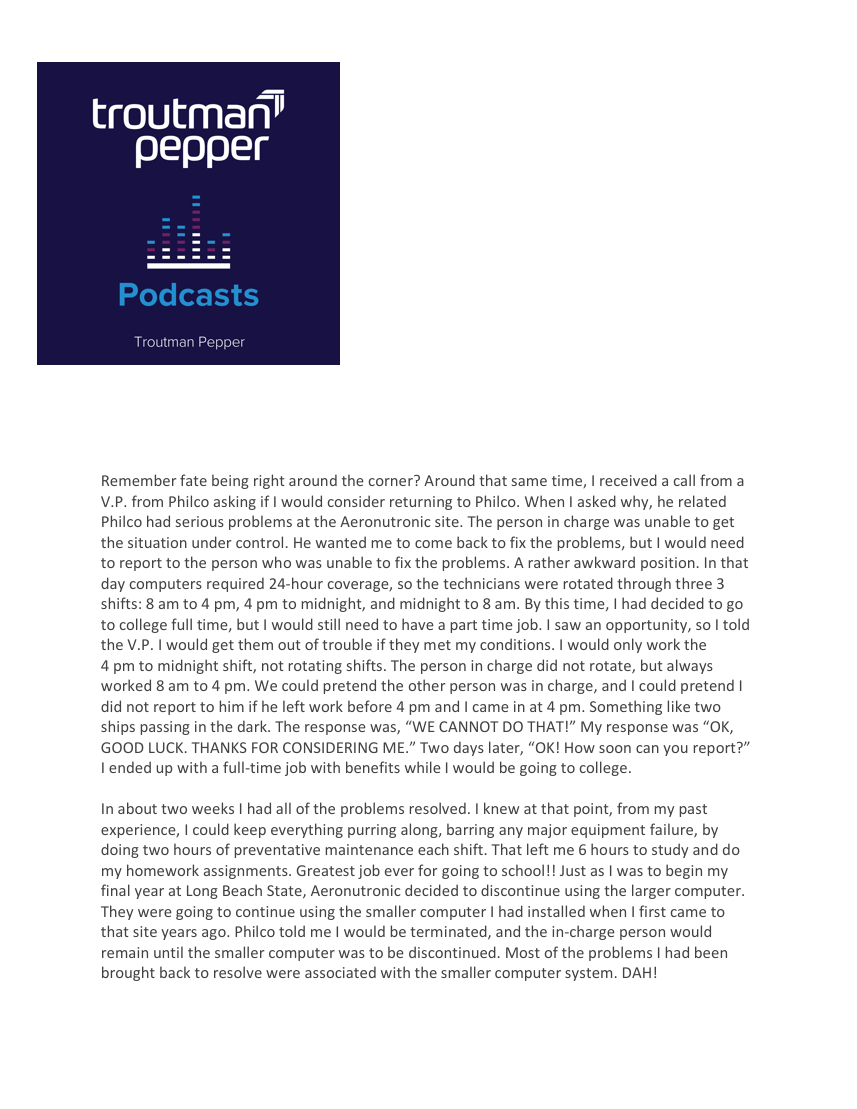 troutman
pepper
Podcasts
Troutman Pepper
Remember fate being right around the corner? Around that same time, I received a call from a
V.P. from Philco asking if I would consider returning to Philco. When I asked why, he related
Philco had serious problems at the Aeronutronic site. The person in charge was unable to get
the situation under control. He wanted me to come back to fix the problems, but I would need
to report to the person who was unable to fix the problems. A rather awkward position. In that
day computers required 24-hour coverage, so the technicians were rotated through three 3
shifts: 8 am to 4 pm, 4 pm to midnight, and midnight to 8 am. By this time, I had decided to go
to college full time, but I would still need to have a part time job. I saw an opportunity, so I told
the V.P. I would get them out of trouble if they met my conditions. I would only work the
4 pm to midnight shift, not rotating shifts. The person in charge did not rotate, but always
worked 8 am to 4 pm. We could pretend the other person was in charge, and I could pretend I
did not report to him if he left work before 4 pm and I came in at 4 pm. Something like two
ships passing in the dark. The response was, “WE CANNOT DO THAT!” My response was “OK,
GOOD LUCK. THANKS FOR CONSIDERING ME.” Two days later, “OK! How soon can you report?”
I ended up with a full-time job with benefits while I would be going to college.
In about two weeks I had all of the problems resolved. I knew at that point, from my past
experience, I could keep everything purring along, barring any major equipment failure, by
doing two hours of preventative maintenance each shift. That left me 6 hours to study and do
my homework assignments. Greatest job ever for going to school!! Just as I was to begin my
final year at Long Beach State, Aeronutronic decided to discontinue using the larger computer.
They were going to continue using the smaller computer I had installed when I first came to
that site years ago. Philco told me I would be terminated, and the in-charge person would
remain until the smaller computer was to be discontinued. Most of the problems I had been
brought back to resolve were associated with the smaller computer system. DAH!